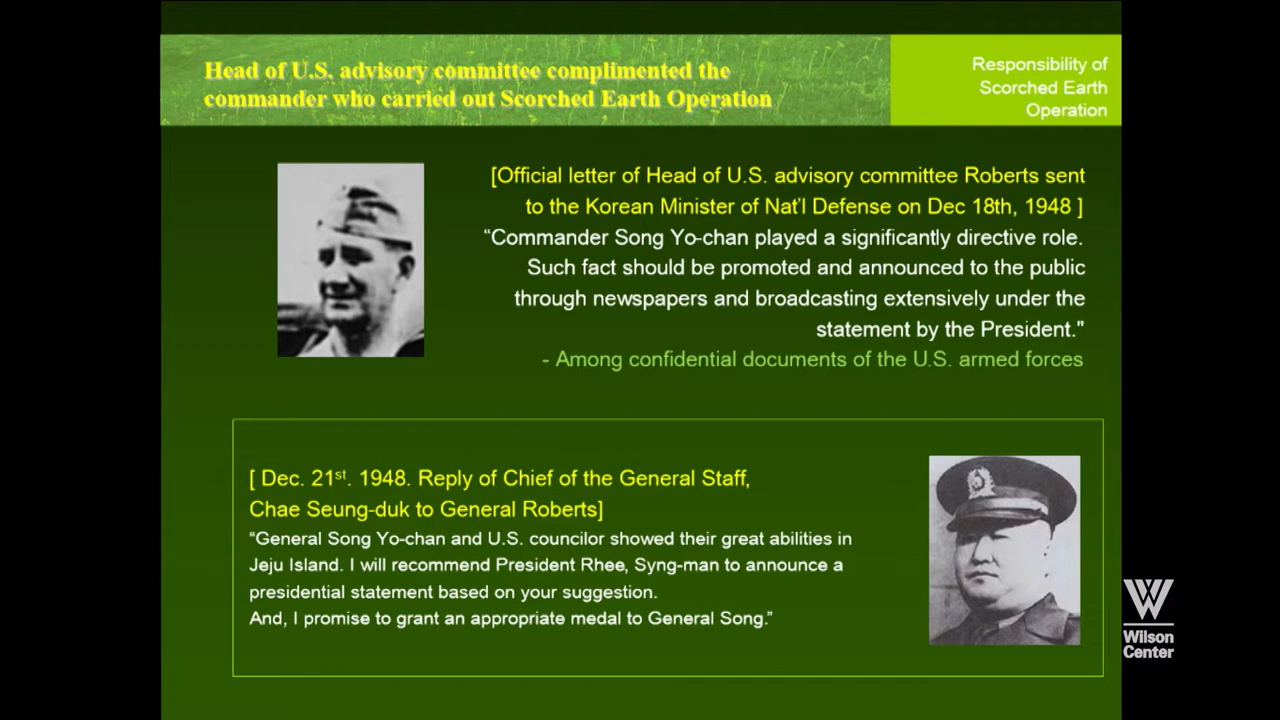 Head of U.S. advisory committee complimented the
commander who carried out Scorched Earth Operation
Responsibility of
Scorched Earth
Operation
[Official letter of Head of U.S. advisory committee Roberts sent
to the Korean Minister of Nat'l Defense on Dec 18th, 1948 ]
“Commander Song Yo-chan played a significantly directive role.
Such fact should be promoted and announced to the public
through newspapers and broadcasting extensively under the
statement by the President."
- Among confidential documents of the U.S. armed forces
[ Dec. 21st. 1948. Reply of Chief of the General Staff,
Chae Seung-duk to General Roberts]
“General Song Yo-chan and U.S. councilor showed their great abilities in
Jeju Island. I will recommend President Rhee, Syng-man to announce a
presidential statement based on your suggestion.
And, I promise to grant an appropriate medal to General Song.”
Wilson
Center